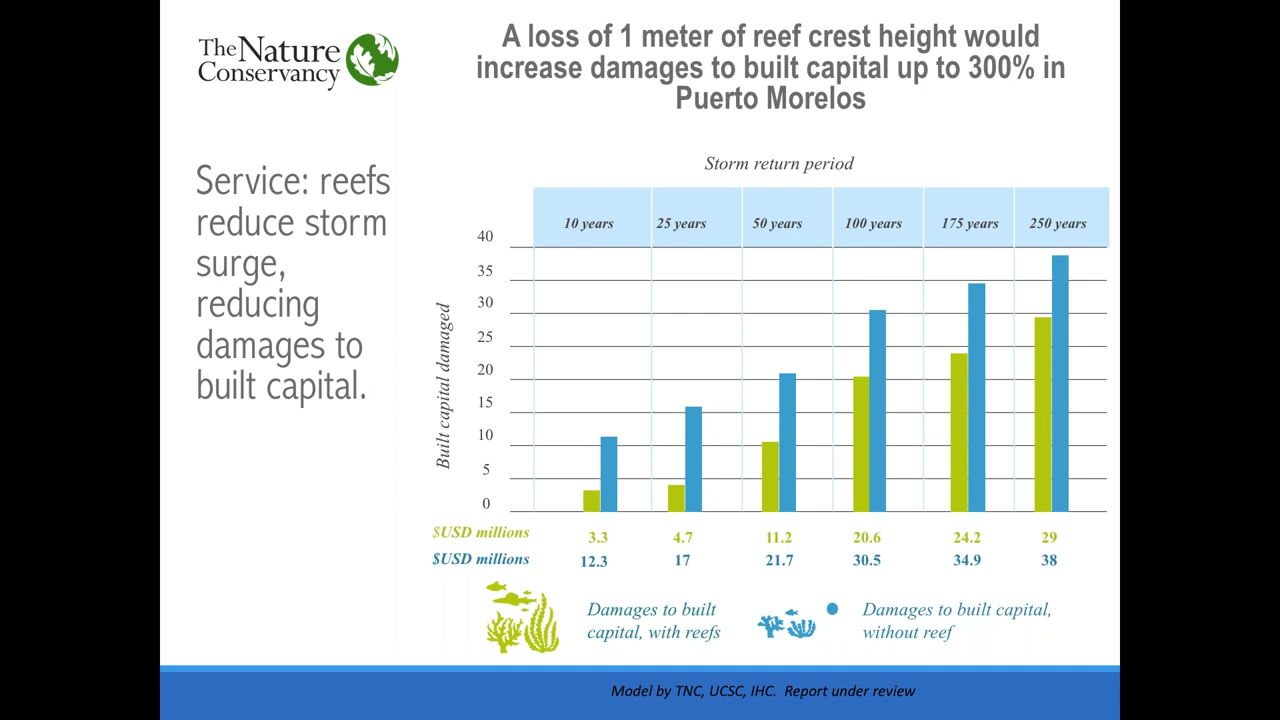 The Nature
Conservancy
A loss of 1 meter of reef crest height would
increase damages to built capital up to 300% in
Puerto Morelos
Service: reefs
reduce storm
surge,
reducing
damages to
built capital.
Storm return period
10 years 25 years 50 years 100 years 175 years 250 years
Built capital damaged
40
35
30
25
20
15
10
5
0
$USD millions 3.3 4.7 11.2 20.6 24.2 29
$USD millions 12.3 17 21.7 30.5 34.9 38
Damages to built
capital, with reefs
Damages to built capital,
without reef
Model by TNC, UCSC, IHC. Report under review